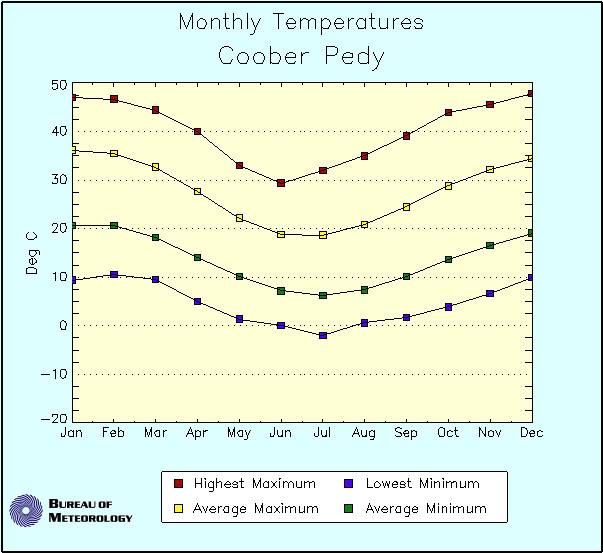 Monthly Temperatures
Coober Pedy
50
40
30
20
10
0
−10
−20
Deg C
Jan Feb Mar Apr May Jun Jul Aug Sep Oct Nov Dec
Highest Maximum Lowest Minimum
Average Maximum Average Minimum
BUREAU OF
METEOROLOGY